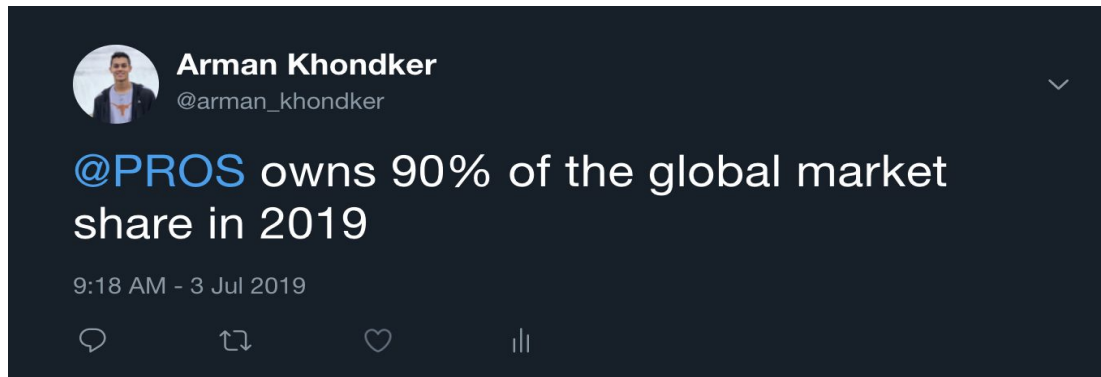 Arman Khondker
@arman_khondker
@PROS owns 90% of the global market
share in 2019
9:18 AM - 3 Jul 2019